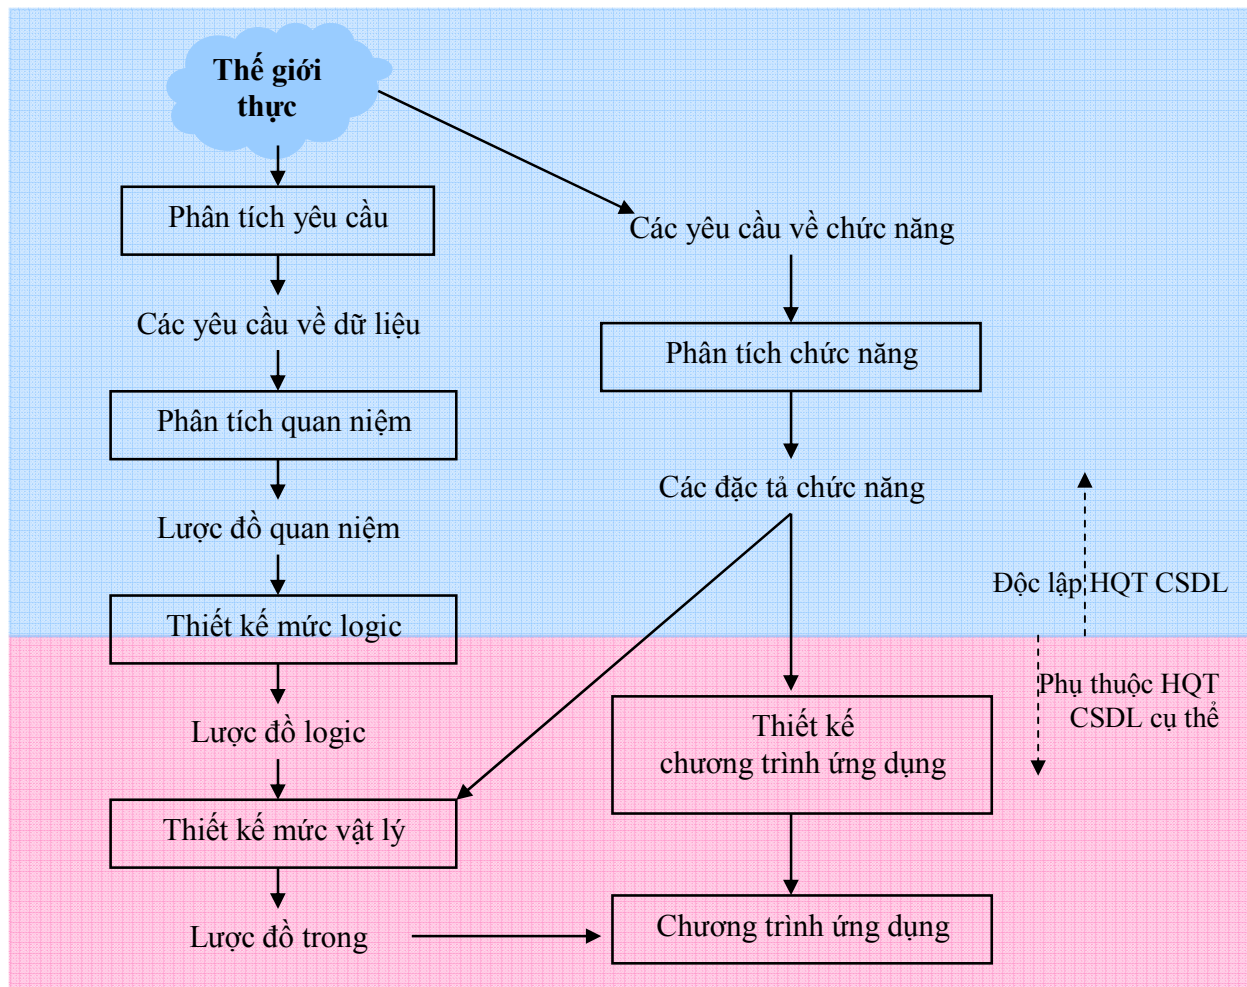 Thế giới
thực
Phân tích yêu cầu
Các yêu cầu về chức năng
Các yêu cầu về dữ liệu
Phân tích chức năng
Phân tích quan niệm
Các đặc tả chức năng
Lược đồ quan niệm
Độc lập HQT CSDL
Thiết kế mức logic
Phụ thuộc HQT
CSDL cụ thể
Lược đồ logic
Thiết kế
chương trình ứng dụng
Thiết kế mức vật lý
Lược đồ trong
Chương trình ứng dụng